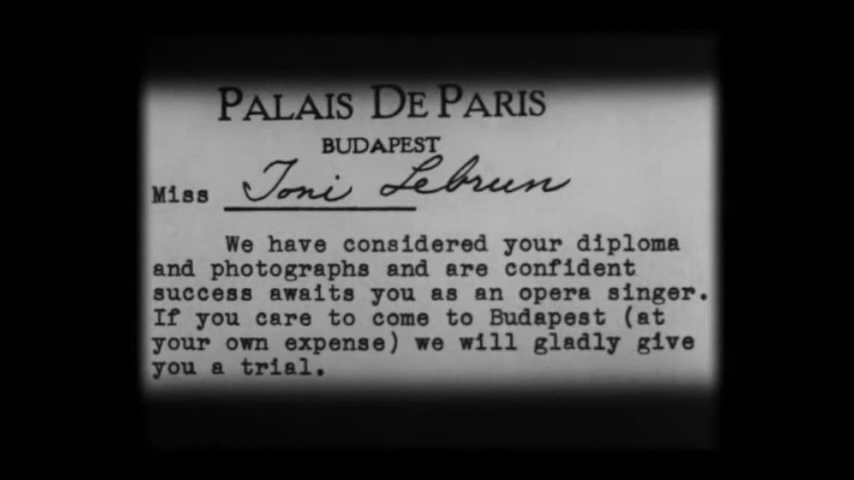 PALAIS DE PARIS
BUDAPEST
Miss Toni Lebrun
We have considered your diploma
and photographs and are confident
success awaits you as an opera singer.
If you care to come to Budapest (at
your own expense) we will gladly give
you a trial.